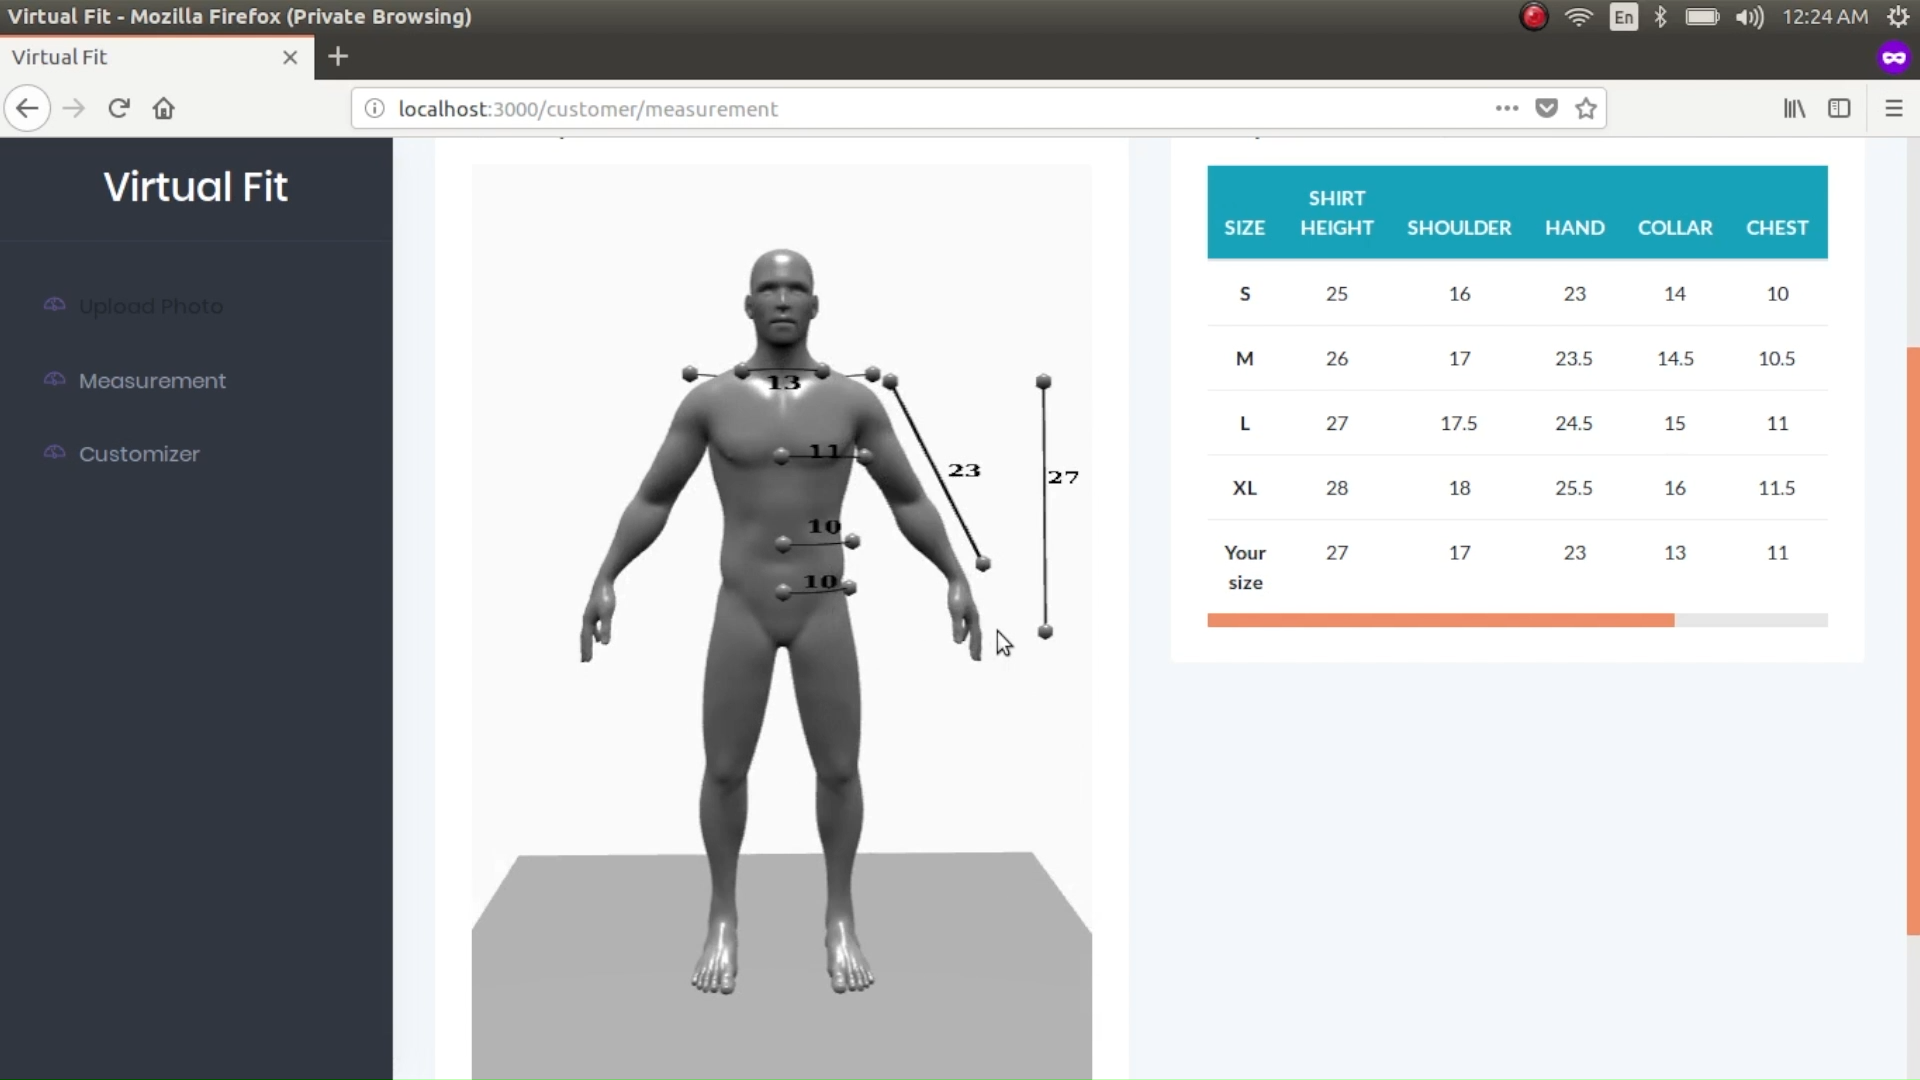 Virtual Fit - Mozilla Firefox (Private Browsing)
En
12:24 AM
Virtual Fit
localhost:3000/customer/measurement
Virtual Fit
Upload Photo
Measurement
Customizer
13
11
23
27
10
10
SIZE SHIRT HEIGHT SHOULDER HAND COLLAR CHEST
S 25 16 23 14 10
M 26 17 23.5 14.5 10.5
L 27 17.5 24.5 15 11
XL 28 18 25.5 16 11.5
Your size 27 17 23 13 11